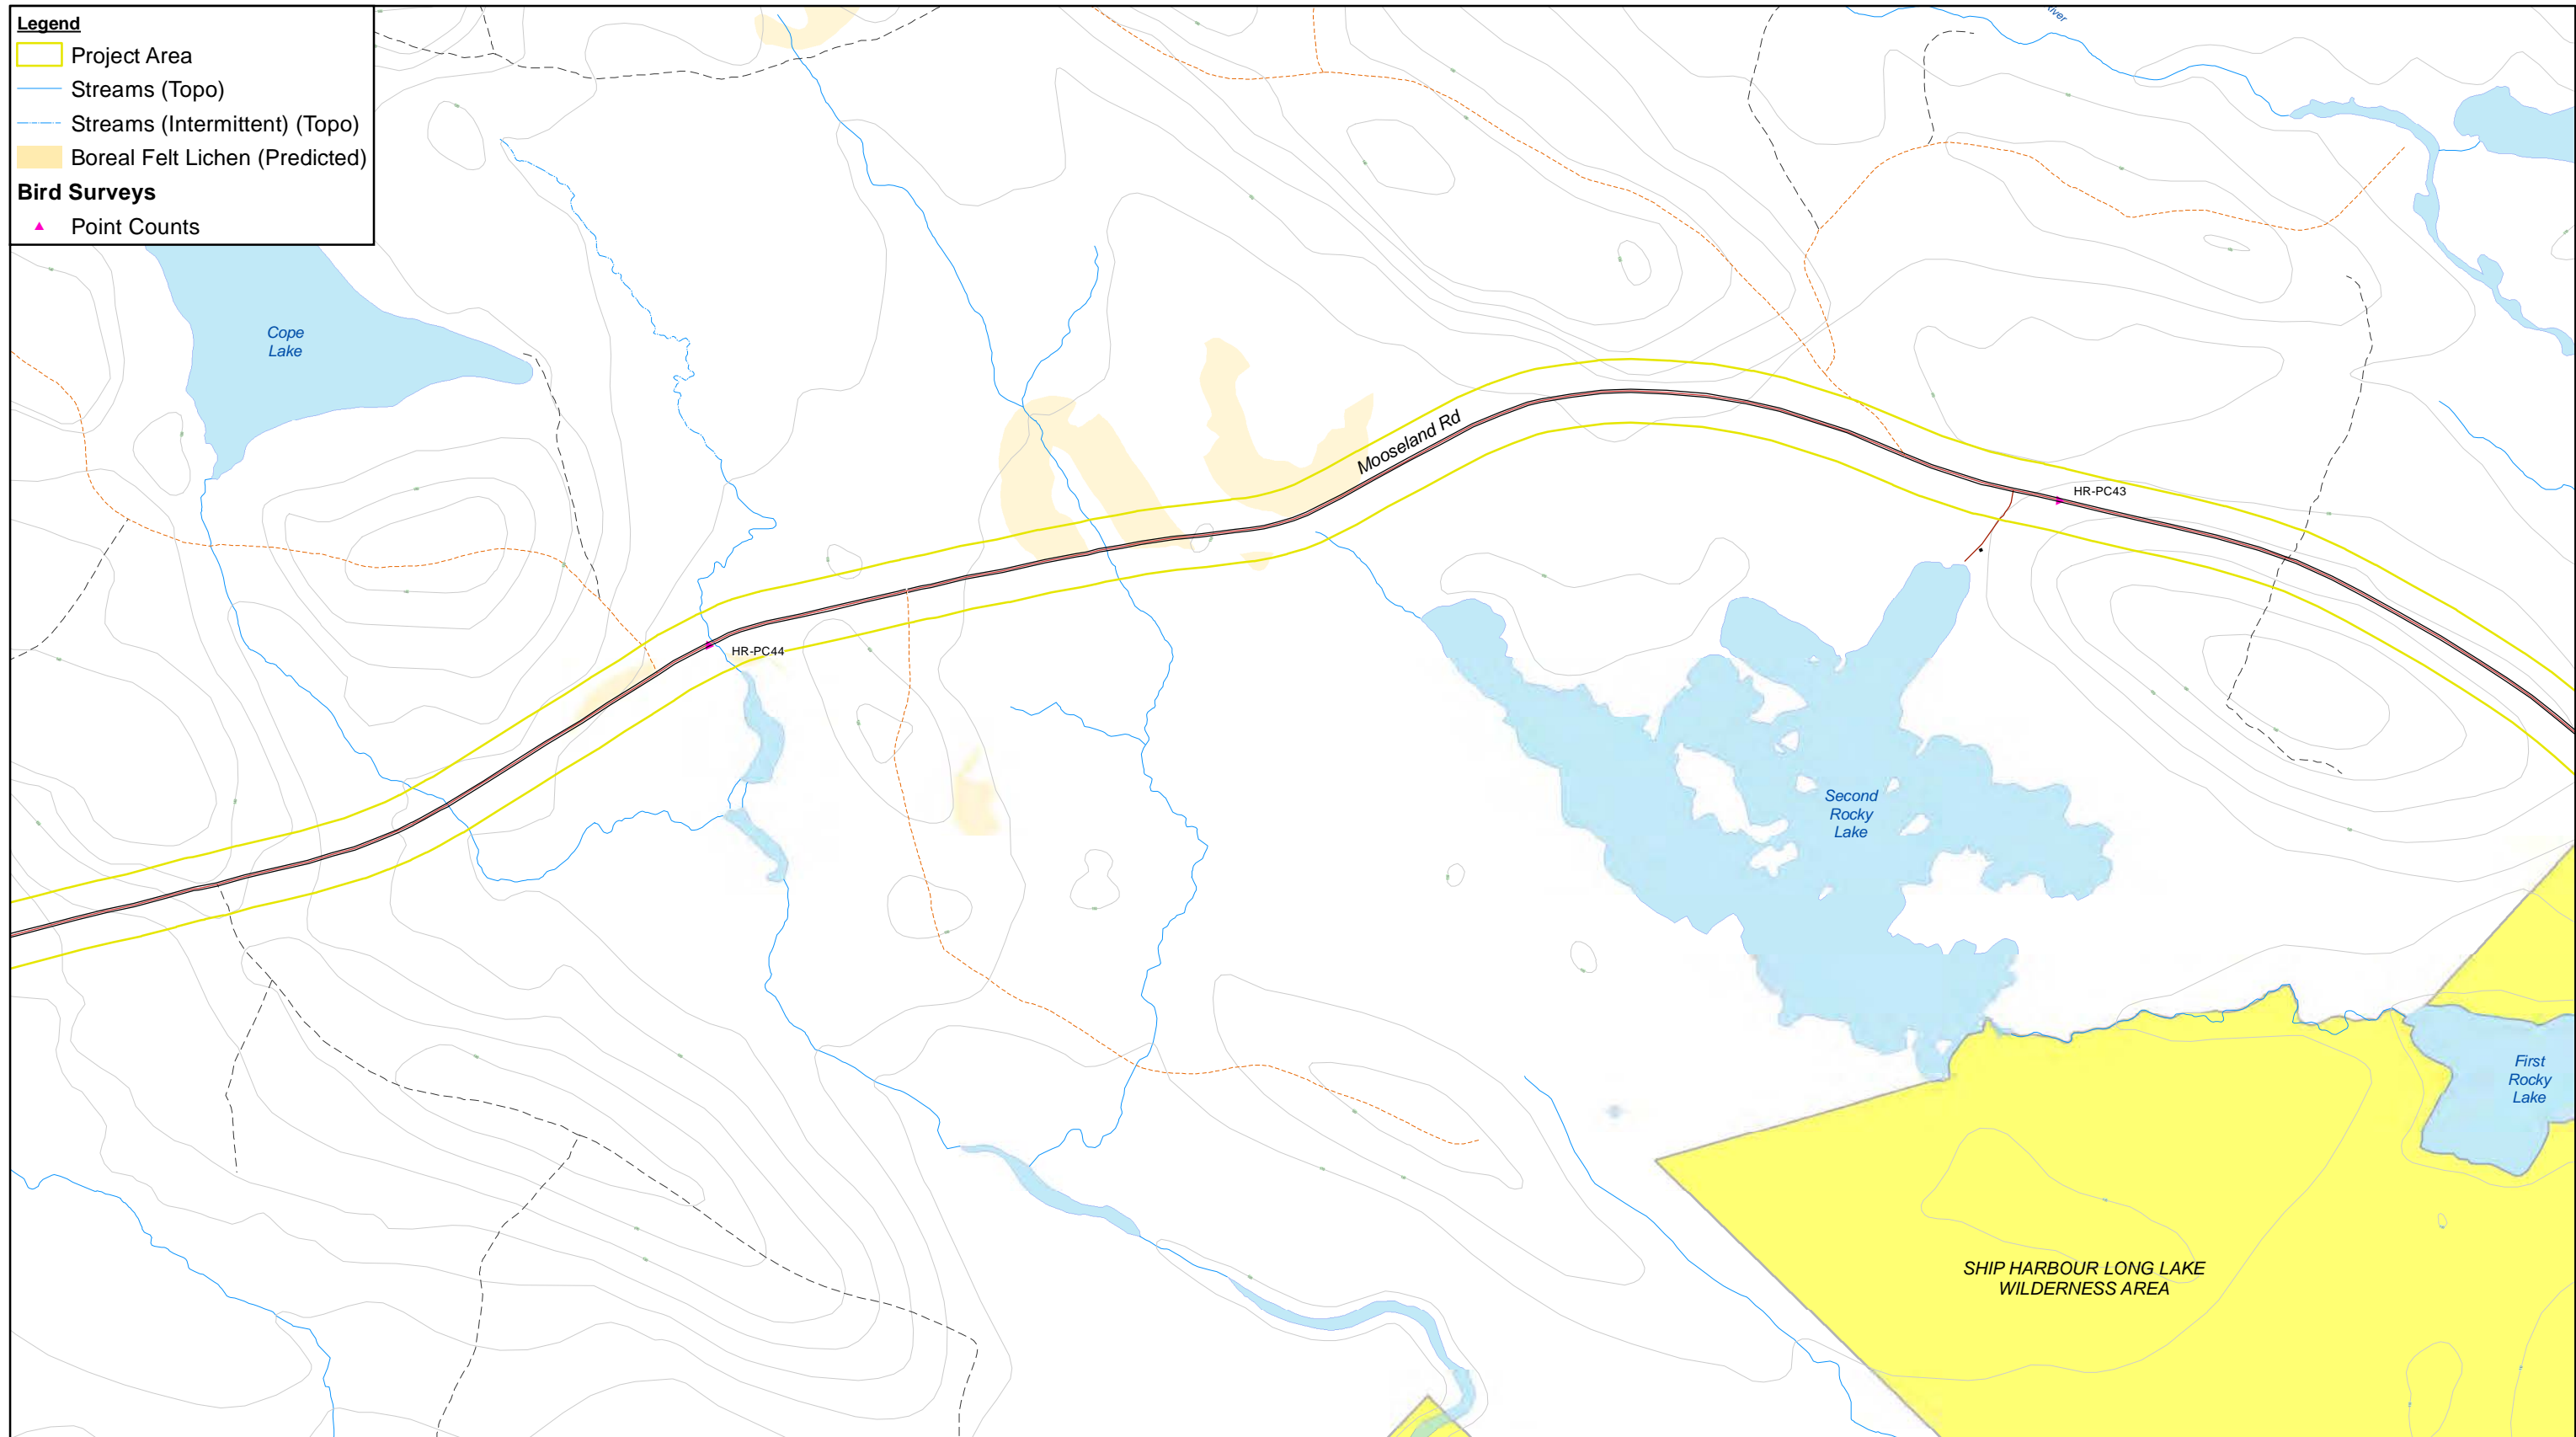 Legend
Project Area
Streams (Topo)
Streams (Intermittent) (Topo)
Boreal Felt Lichen (Predicted)
Bird Surveys
Point Counts
Cope
Lake
Mooseland Rd
HR-PC43
HR-PC44
Second
Rocky
Lake
First
Rocky
Lake
SHIP HARBOUR LONG LAKE
WILDERNESS AREA